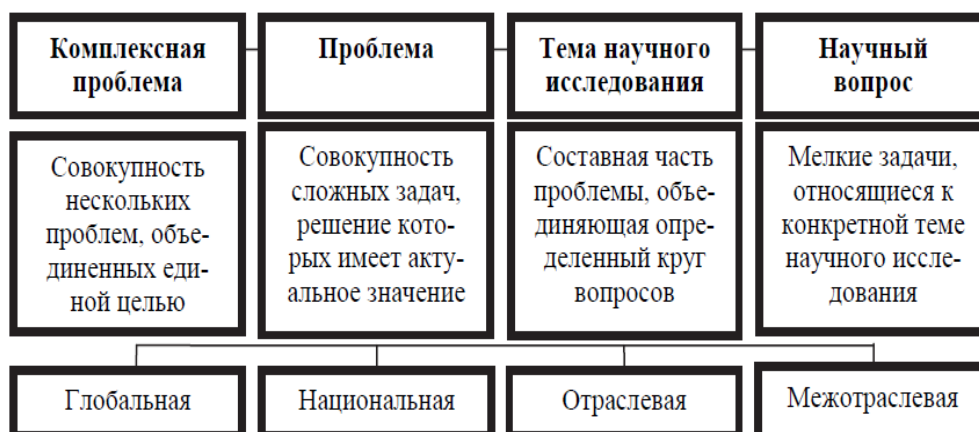 Комплексная
проблема
Проблема
Тема научного
исследования
Научный
вопрос
Совокупность
нескольких
проблем, объе-
диненных еди-
ной целью
Совокупность
сложных задач,
решение кото-
рых имеет акту-
альное значение
Составная часть
проблемы, объе-
диняющая опре-
деленный круг
вопросов
Мелкие задачи,
относящиеся к
конкретной теме
научного иссле-
дования
Глобальная
Национальная
Отраслевая
Межотраслевая